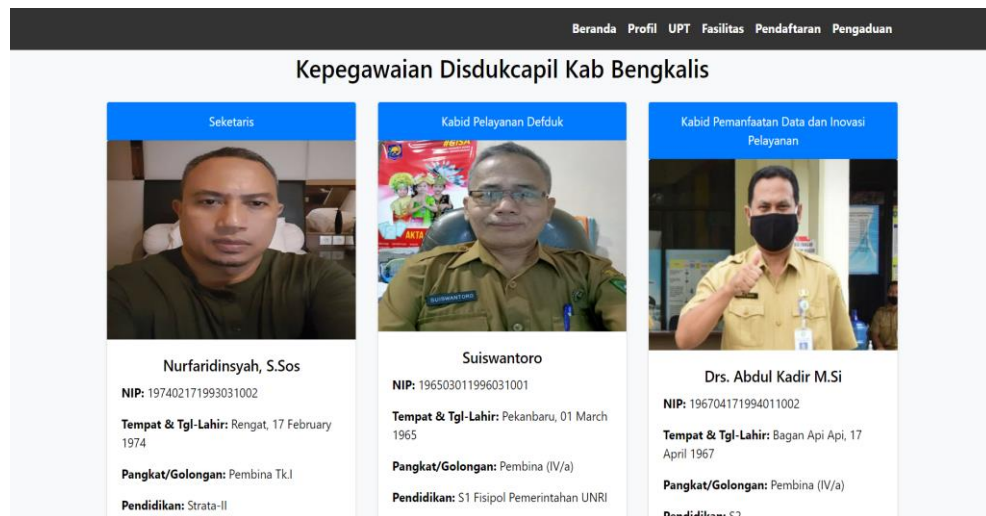 Beranda Profil UPT Fasilitas Pendaftaran Pengaduan
Kepegawaian Disdukcapil Kab Bengkalis
Seketaris
Nurfaridinsyah, S.Sos
NIP: 197402171993031002
Tempat & Tgl-Lahir: Rengat, 17 February
1974
Pangkat/Golongan: Pembina Tk.I
Pendidikan: Strata-II
Kabid Pelayanan Defduk
#GISA
AKTA
SUISWANTORO
Suiswantoro
NIP: 196503011996031001
Tempat & Tgl-Lahir: Pekanbaru, 01 March
1965
Pangkat/Golongan: Pembina (IV/a)
Pendidikan: S1 Fisipol Pemerintahan UNRI
Kabid Pemanfaatan Data dan Inovasi
Pelayanan
Drs. Abdul Kadir M.Si
NIP: 196704171994011002
Tempat & Tgl-Lahir: Bagan Api Api, 17
April 1967
Pangkat/Golongan: Pembina (IV/a)
Pendidikan: S2